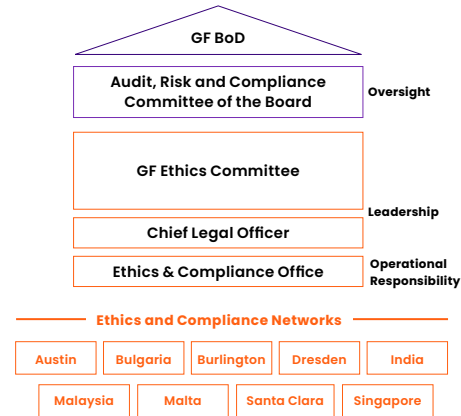 GF BoD
Audit, Risk and Compliance
Committee of the Board
Oversight
GF Ethics Committee
Leadership
Chief Legal Officer
Ethics & Compliance Office
Operational
Responsibility
Ethics and Compliance Networks
Austin
Bulgaria
Burlington
Dresden
India
Malaysia
Malta
Santa Clara
Singapore